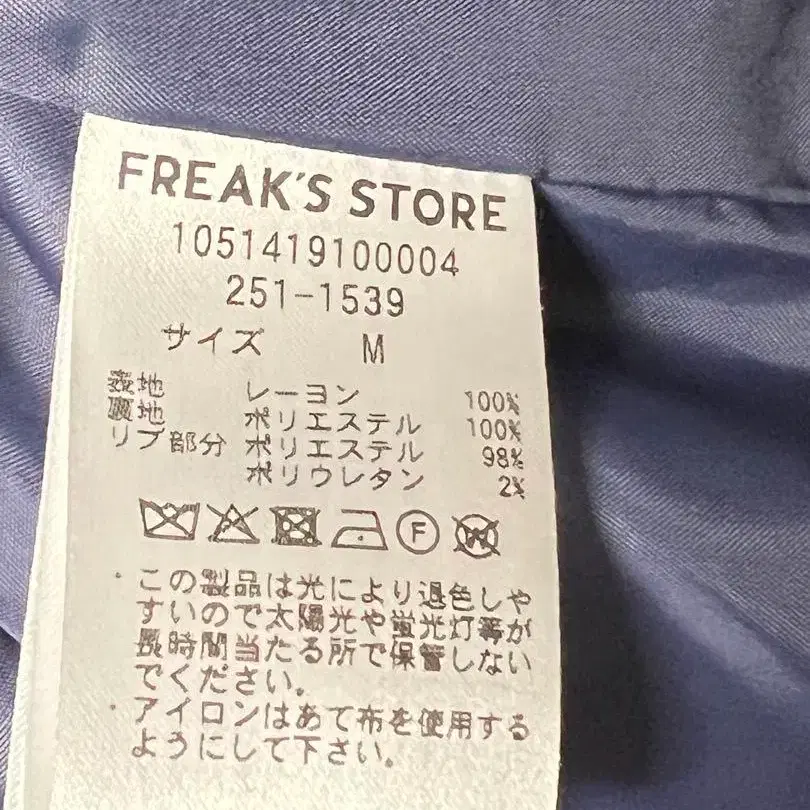 FREAK'S STORE
1051419100004
251-1539
サイズ M
表地 レーヨン 100%
裏地 ポリエステル 100%
リブ部分 ポリエステル 98%
ポリウレタン 2%
F
W
・この製品は光により退色しや
すいので太陽光や蛍光灯等が
長時間当たる所で保管しない
でください。
・アイロンはあて布を使用する
ようにして下さい。